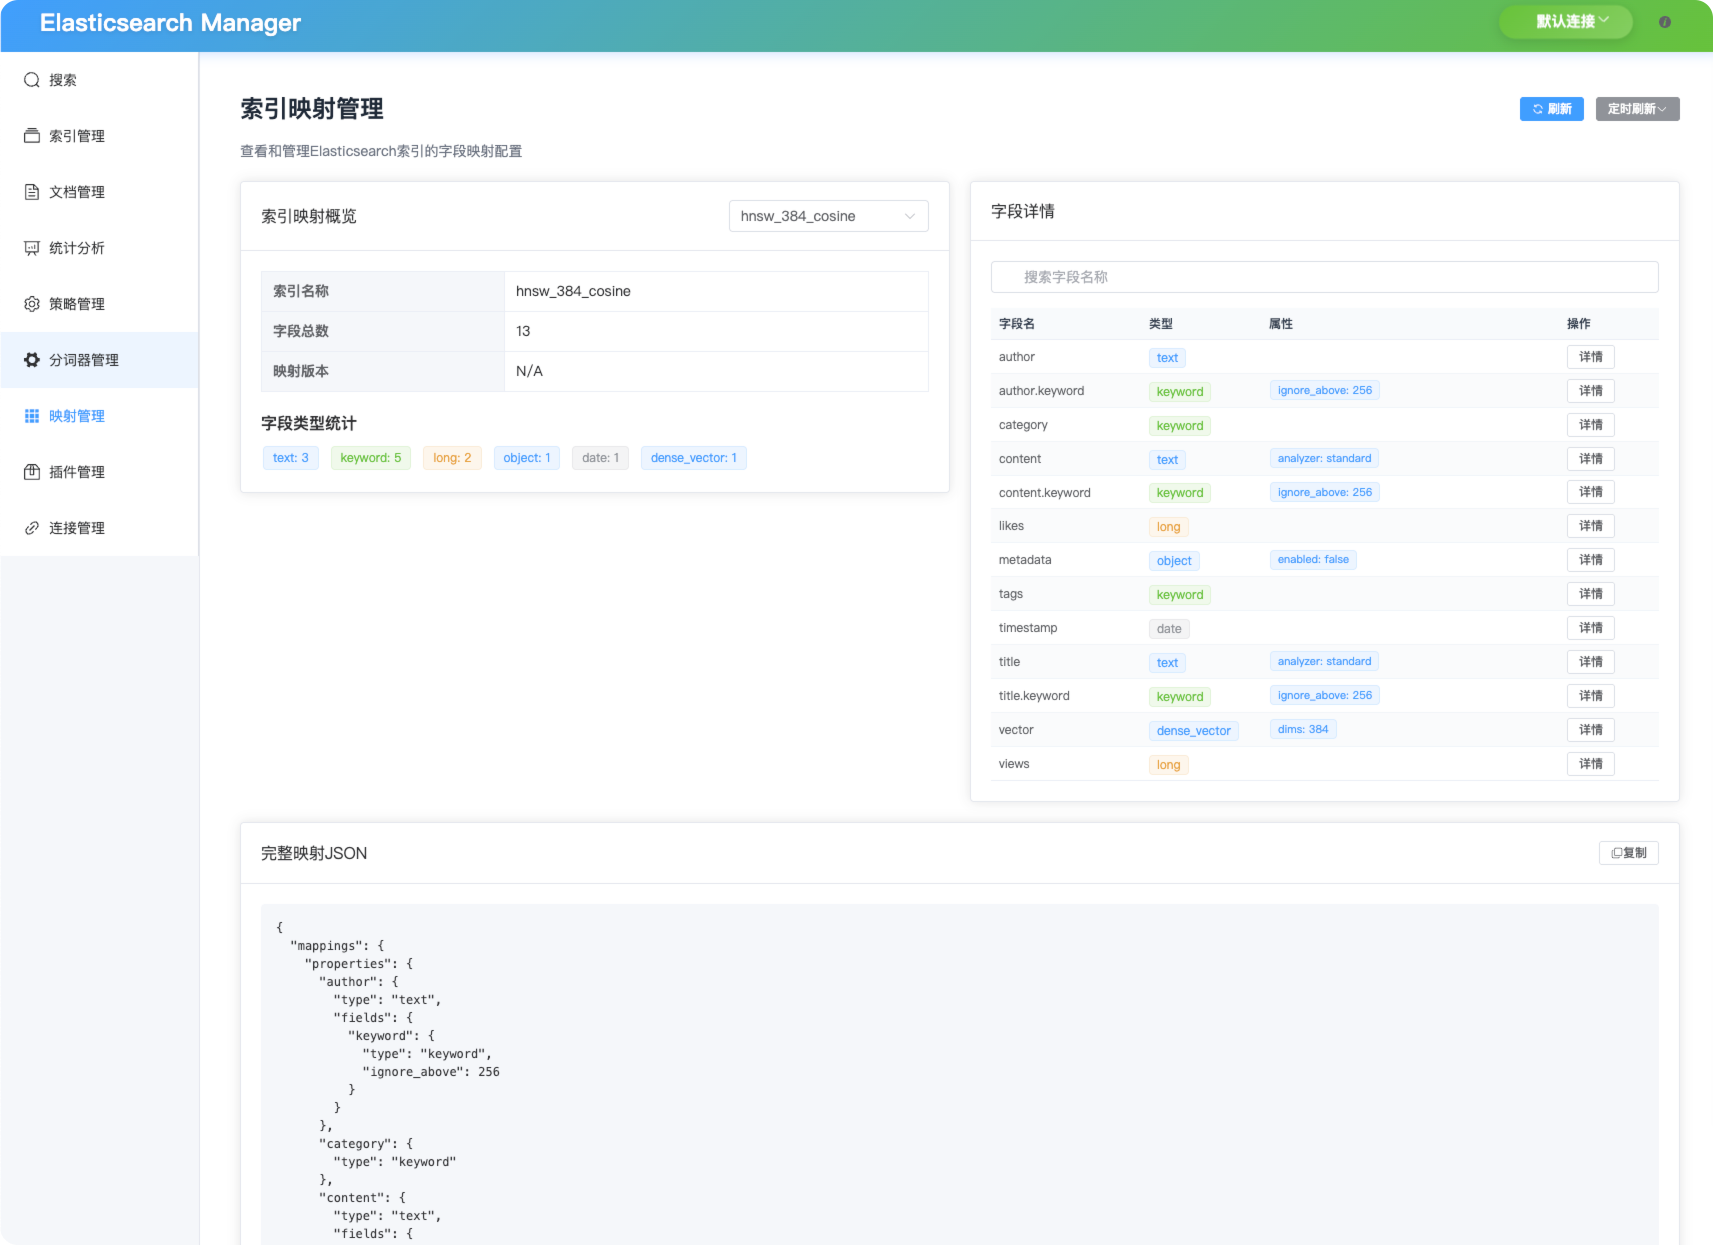 Elasticsearch Manager
默认连接
搜索
索引管理
文档管理
统计分析
策略管理
分词器管理
映射管理
插件管理
连接管理
索引映射管理
刷新
定时刷新
查看和管理Elasticsearch索引的字段映射配置
索引映射概览
hnsw_384_cosine
索引名称 hnsw_384_cosine
字段总数 13
映射版本 N/A
字段类型统计
text: 3 keyword: 5 long: 2 object: 1 date: 1 dense_vector: 1
字段详情
搜索字段名称
字段名 类型 属性 操作
author text 详情
author.keyword keyword ignore_above: 256 详情
category keyword 详情
content text analyzer: standard 详情
content.keyword keyword ignore_above: 256 详情
likes long 详情
metadata object enabled: false 详情
tags keyword 详情
timestamp date 详情
title text analyzer: standard 详情
title.keyword keyword ignore_above: 256 详情
vector dense_vector dims: 384 详情
views long 详情
完整映射JSON
复制
{
  "mappings": {
    "properties": {
      "author": {
        "type": "text",
        "fields": {
          "keyword": {
            "type": "keyword",
            "ignore_above": 256
          }
        }
      },
      "category": {
        "type": "keyword"
      },
      "content": {
        "type": "text",
        "fields": {